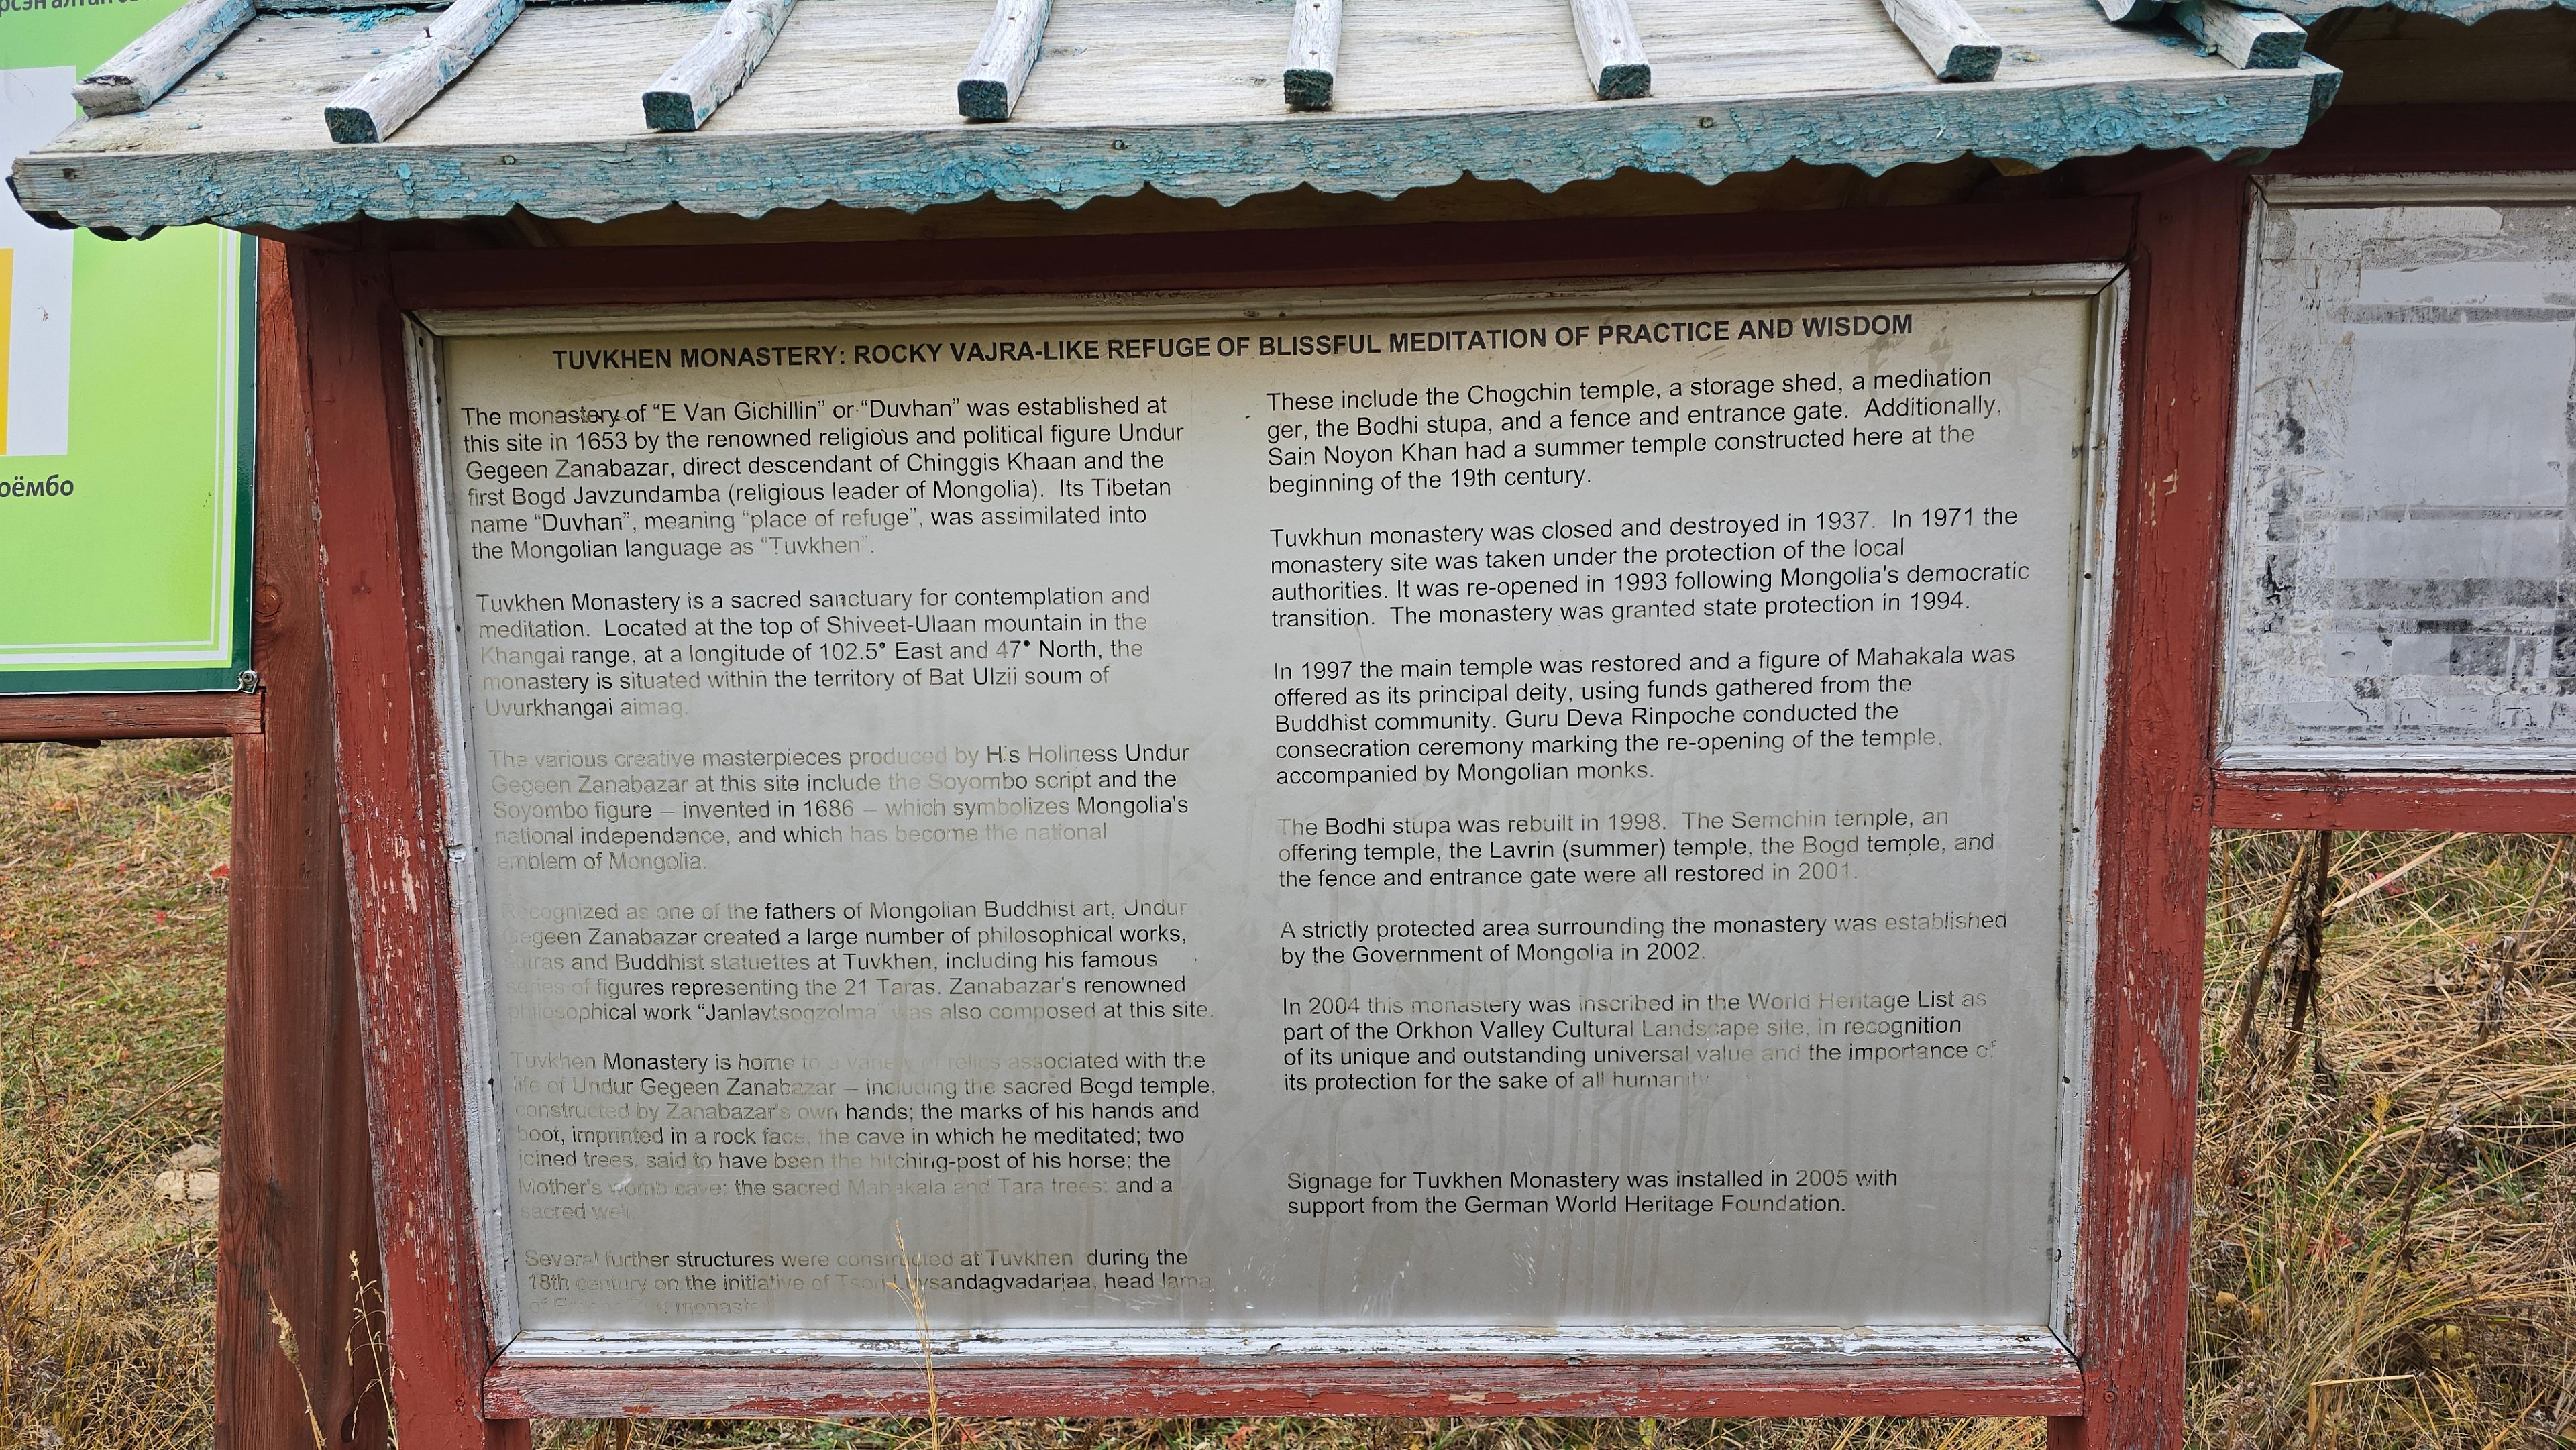 оёмбо
TUVKHEN MONASTERY: ROCKY VAJRA-LIKE REFUGE OF BLISSFUL MEDITATION OF PRACTICE AND WISDOM
The monastery of “E Van Gichillin” or “Duvhan” was established at
this site in 1653 by the renowned religious and political figure Undur
Gegeen Zanabazar, direct descendant of Chinggis Khaan and the
first Bogd Javzundamba (religious leader of Mongolia). Its Tibetan
name “Duvhan”, meaning “place of refuge”, was assimilated into
the Mongolian language as “Tuvkhen”.
Tuvkhen Monastery is a sacred sanctuary for contemplation and
meditation. Located at the top of Shiveet-Ulaan mountain in the
Khangai range, at a longitude of 102.5° East and 47° North, the
monastery is situated within the territory of Bat Ulzii soum of
Uvurkhangai aimag.
The various creative masterpieces produced by His Holiness Undur
Gegeen Zanabazar at this site include the Soyombo script and the
Soyombo figure – invented in 1686 – which symbolizes Mongolia's
national independence, and which has become the national
emblem of Mongolia.
Recognized as one of the fathers of Mongolian Buddhist art, Undur
Gegeen Zanabazar created a large number of philosophical works,
sutras and Buddhist statuettes at Tuvkhen, including his famous
series of figures representing the 21 Taras. Zanabazar's renowned
philosophical work “Janlavtsogzolma” was also composed at this site.
Tuvkhen Monastery is home to a variety of relics associated with the
life of Undur Gegeen Zanabazar – including the sacred Bogd temple,
constructed by Zanabazar's own hands; the marks of his hands and
boot, imprinted in a rock face, the cave in which he meditated; two
joined trees, said to have been the hitching-post of his horse; the
Mother's womb cave; the sacred Mahakala and Tara trees; and a
sacred well.
Several further structures were constructed at Tuvkhen during the
18th century on the initiative of head lama
of monastery
These include the Chogchin temple, a storage shed, a meditation
ger, the Bodhi stupa, and a fence and entrance gate. Additionally,
Sain Noyon Khan had a summer temple constructed here at the
beginning of the 19th century.
Tuvkhun monastery was closed and destroyed in 1937. In 1971 the
monastery site was taken under the protection of the local
authorities. It was re-opened in 1993 following Mongolia's democratic
transition. The monastery was granted state protection in 1994.
In 1997 the main temple was restored and a figure of Mahakala was
offered as its principal deity, using funds gathered from the
Buddhist community. Guru Deva Rinpoche conducted the
consecration ceremony marking the re-opening of the temple,
accompanied by Mongolian monks.
The Bodhi stupa was rebuilt in 1998. The Semchin temple, an
offering temple, the Lavrin (summer) temple, the Bogd temple, and
the fence and entrance gate were all restored in 2001.
A strictly protected area surrounding the monastery was established
by the Government of Mongolia in 2002.
In 2004 this monastery was inscribed in the World Heritage List as
part of the Orkhon Valley Cultural Landscape site, in recognition
of its unique and outstanding universal value and the importance of
its protection for the sake of all humanity
Signage for Tuvkhen Monastery was installed in 2005 with
support from the German World Heritage Foundation.